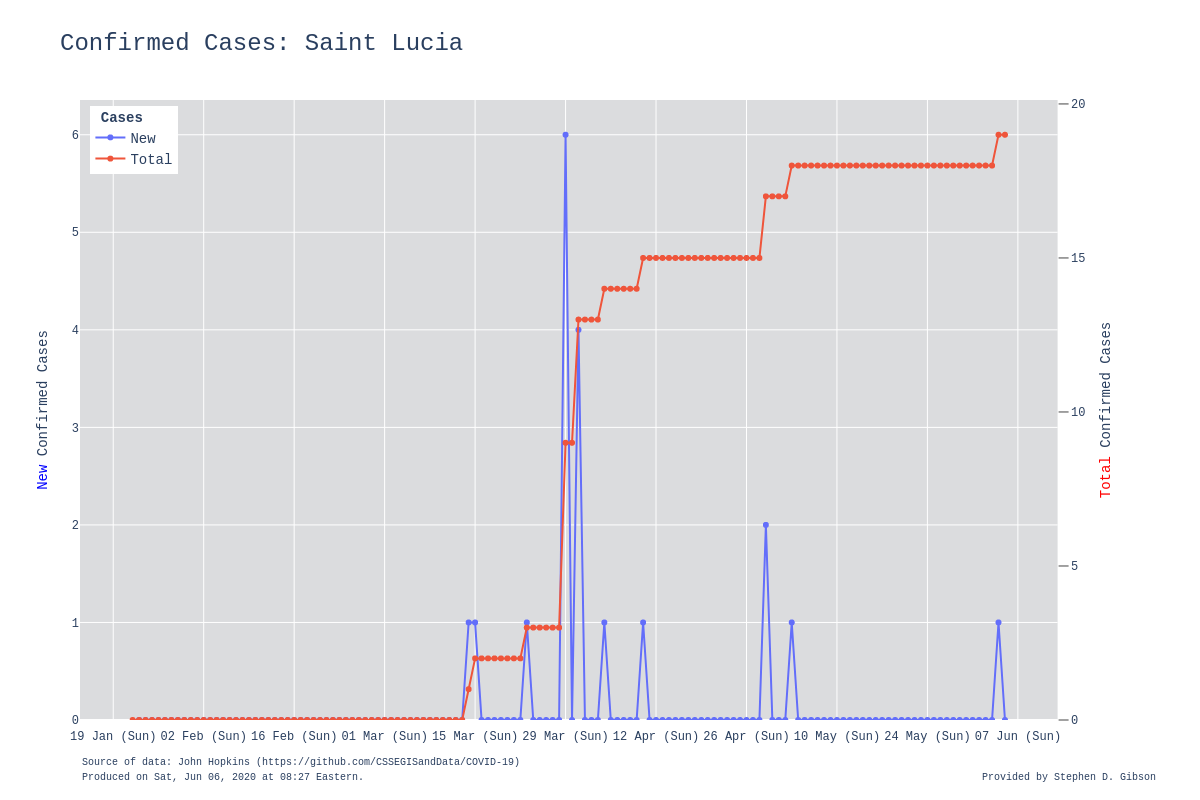 Confirmed Cases: Saint Lucia
Cases
New
Total
6
5
4
3
2
1
0
New Confirmed Cases
20
15
10
5
0
Total Confirmed Cases
19 Jan (Sun) 02 Feb (Sun) 16 Feb (Sun) 01 Mar (Sun) 15 Mar (Sun) 29 Mar (Sun) 12 Apr (Sun) 26 Apr (Sun) 10 May (Sun) 24 May (Sun) 07 Jun (Sun)
Source of data: John Hopkins (https://github.com/CSSEGISandData/COVID-19)
Produced on Sat, Jun 06, 2020 at 08:27 Eastern.
Provided by Stephen D. Gibson